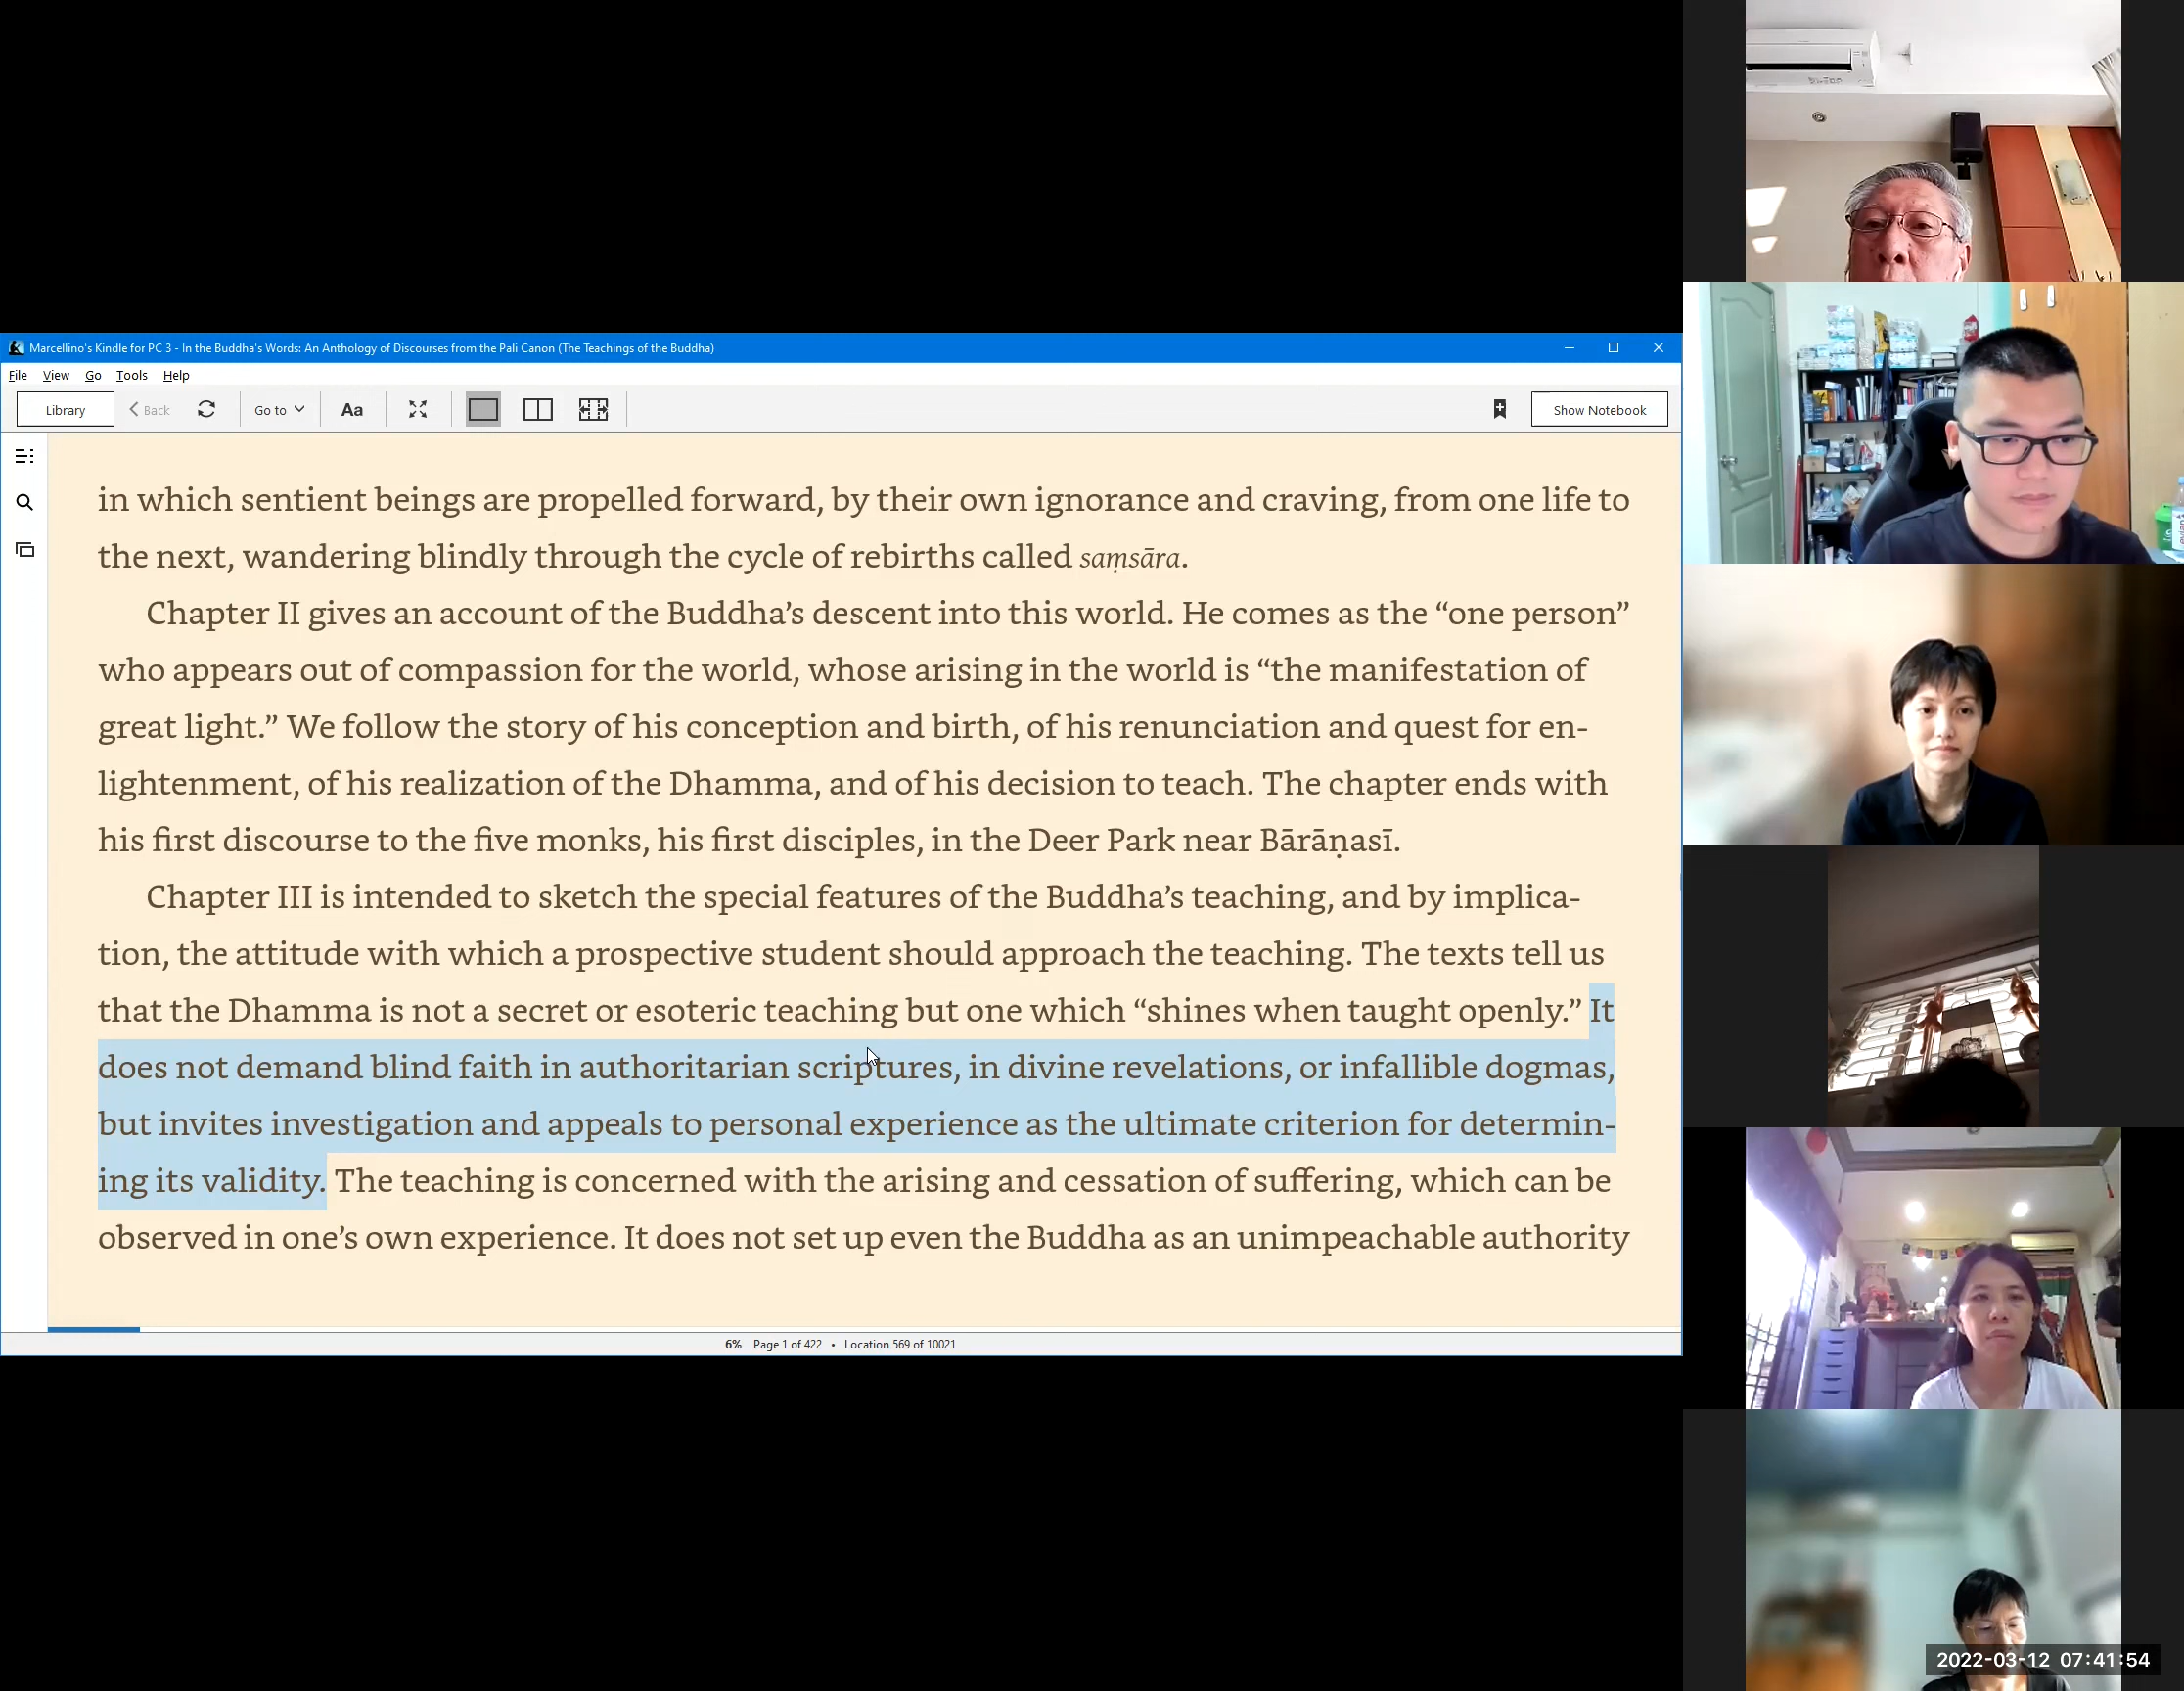 Marcellino's Kindle for PC 3 - In the Buddha's Words: An Anthology of Discourses from the Pali Canon (The Teachings of the Buddha)
File View Go Tools Help
Library Back Go to Aa Show Notebook
in which sentient beings are propelled forward, by their own ignorance and craving, from one life to
the next, wandering blindly through the cycle of rebirths called saṃsāra.
Chapter II gives an account of the Buddha’s descent into this world. He comes as the “one person”
who appears out of compassion for the world, whose arising in the world is “the manifestation of
great light.” We follow the story of his conception and birth, of his renunciation and quest for en-
lightenment, of his realization of the Dhamma, and of his decision to teach. The chapter ends with
his first discourse to the five monks, his first disciples, in the Deer Park near Bārāṇasī.
Chapter III is intended to sketch the special features of the Buddha’s teaching, and by implica-
tion, the attitude with which a prospective student should approach the teaching. The texts tell us
that the Dhamma is not a secret or esoteric teaching but one which “shines when taught openly.” It
does not demand blind faith in authoritarian scriptures, in divine revelations, or infallible dogmas,
but invites investigation and appeals to personal experience as the ultimate criterion for determin-
ing its validity. The teaching is concerned with the arising and cessation of suffering, which can be
observed in one’s own experience. It does not set up even the Buddha as an unimpeachable authority
6% Page 1 of 422 • Location 569 of 10021
2022-03-12 07:41:54